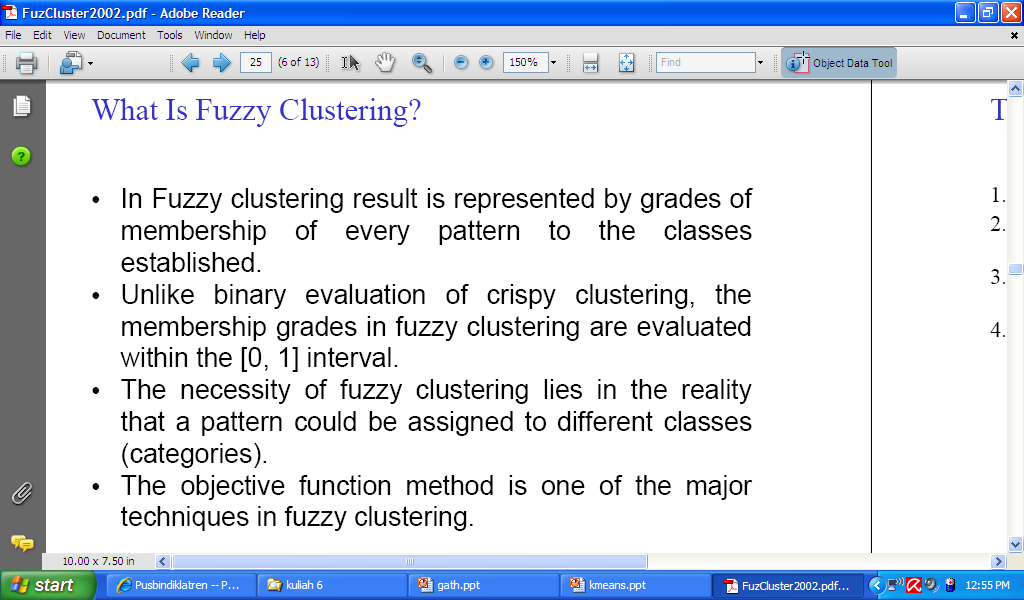 FuzCluster2002.pdf - Adobe Reader
File Edit View Document Tools Window Help
25 (6 of 13) 150% Find Object Data Tool
What Is Fuzzy Clustering?
T
• In Fuzzy clustering result is represented by grades of
membership of every pattern to the classes
established.
• Unlike binary evaluation of crispy clustering, the
membership grades in fuzzy clustering are evaluated
within the [0, 1] interval.
• The necessity of fuzzy clustering lies in the reality
that a pattern could be assigned to different classes
(categories).
• The objective function method is one of the major
techniques in fuzzy clustering.
1.
2.
3.
4.
10.00 x 7.50 in
start Pusbindiklatren -- P... kuliah 6 gath.ppt kmeans.ppt FuzCluster2002.pdf... 12:55 PM